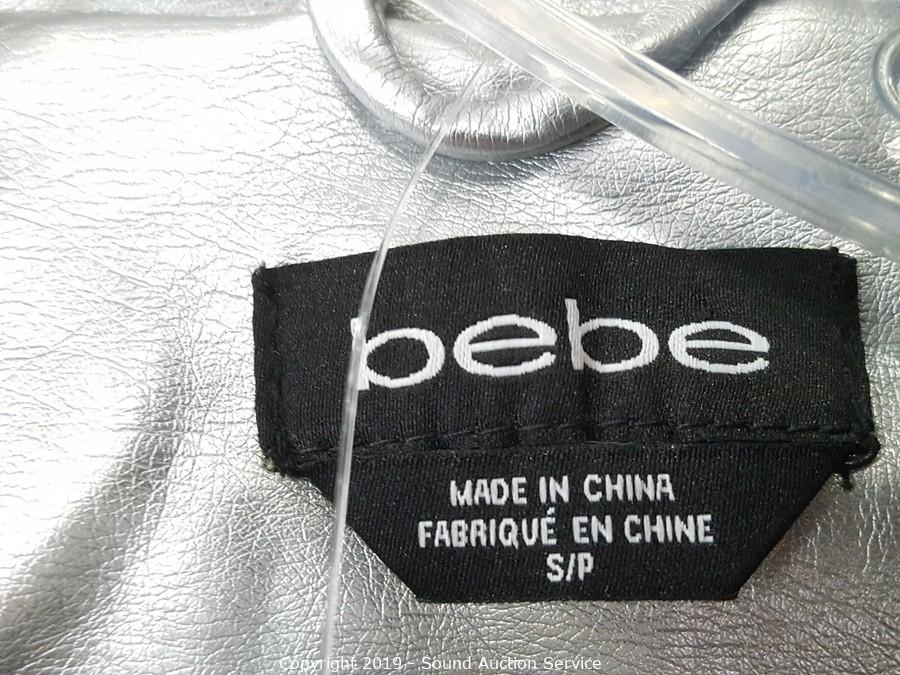 bebe
MADE IN CHINA
FABRIQUÉ EN CHINE
S/P
Copyright 2019 - Sound Auction Service